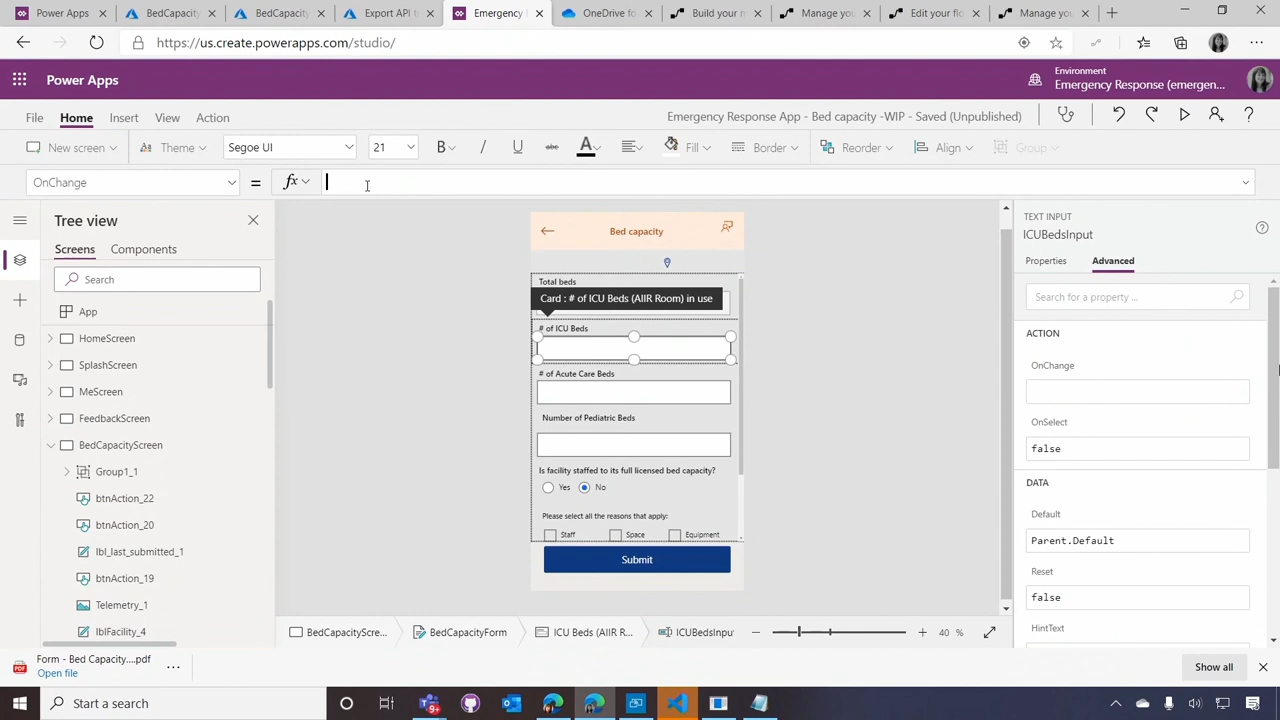 Power Apps
BedCapacity
BedCapacity
Export API t
Emergency F
OneDrive fo
Build your n
Manage you
Edit your flo
Manage you
https://us.create.powerapps.com/studio/
Power Apps
Environment
Emergency Response (emergen...
File
Home
Insert
View
Action
Emergency Response App - Bed capacity -WIP - Saved (Unpublished)
New screen
Theme
Segoe UI
21
B
/
U
abc
A
Fill
Border
Reorder
Align
Group
OnChange
=
fx
Tree view
Screens
Components
Search
App
HomeScreen
SplashScreen
MeScreen
FeedbackScreen
BedCapacityScreen
Group1_1
btnAction_22
btnAction_20
lbl_last_submitted_1
btnAction_19
Telemetry_1
lblFacility_4
Bed capacity
Total beds
Card : # of ICU Beds (AIIR Room) in use
# of ICU Beds
# of Acute Care Beds
Number of Pediatric Beds
Is facility staffed to its full licensed bed capacity?
Yes
No
Please select all the reasons that apply:
Staff
Space
Equipment
Submit
BedCapacityScre...
BedCapacityForm
ICU Beds (AIIR R...
ICUBedsInput
40 %
TEXT INPUT
ICUBedsInput
Properties
Advanced
Search for a property ...
ACTION
OnChange
OnSelect
false
DATA
Default
Parent.Default
Reset
false
HintText
Form - Bed Capacity....pdf
Open file
Show all
Start a search